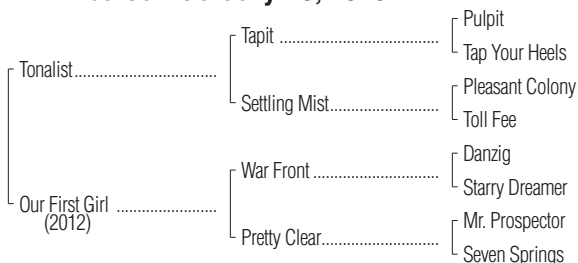 Pulpit
Tapit ..........................................
Tap Your Heels
Tonalist.....................................
Pleasant Colony
Settling Mist............................
Toll Fee
Danzig
War Front ................................
Starry Dreamer
Our First Girl ..........................
(2012)
Mr. Prospector
Pretty Clear..............................
Seven Springs